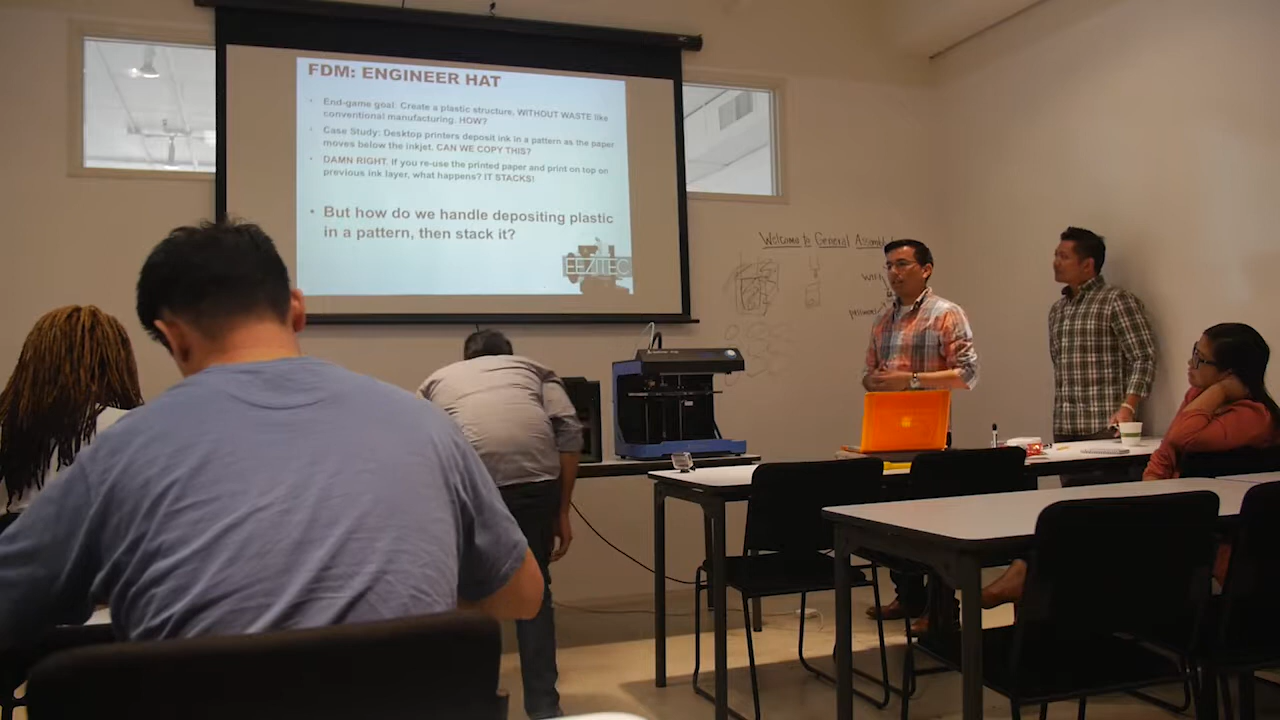 FDM: ENGINEER HAT
• End-game goal: Create a plastic structure, WITHOUT WASTE like
conventional manufacturing. HOW?
• Case Study: Desktop printers deposit ink in a pattern as the paper
moves below the inkjet. CAN WE COPY THIS?
• DAMN RIGHT. If you re-use the printed paper and print on top on
previous ink layer, what happens? IT STACKS!
• But how do we handle depositing plastic
in a pattern, then stack it?
EEZITEC
Welcome to General